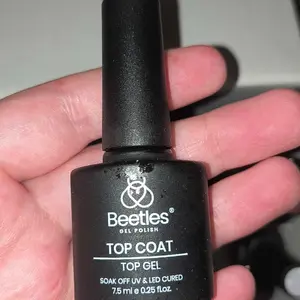 Beetles®
GEL POLISH
TOP COAT
TOP GEL
SOAK OFF UV & LED CURED
7.5 ml e 0.25 fl.oz.